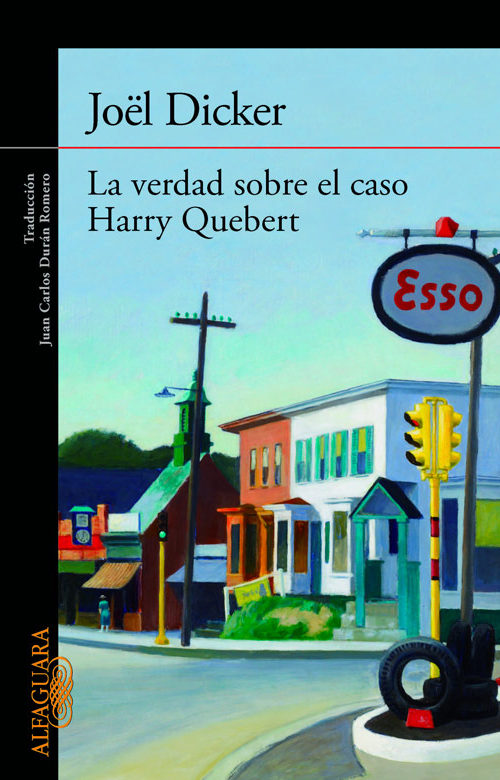 Joël Dicker
La verdad sobre el caso
Harry Quebert
Traducción
Juan Carlos Durán Romero
Esso
ALFAGUARA